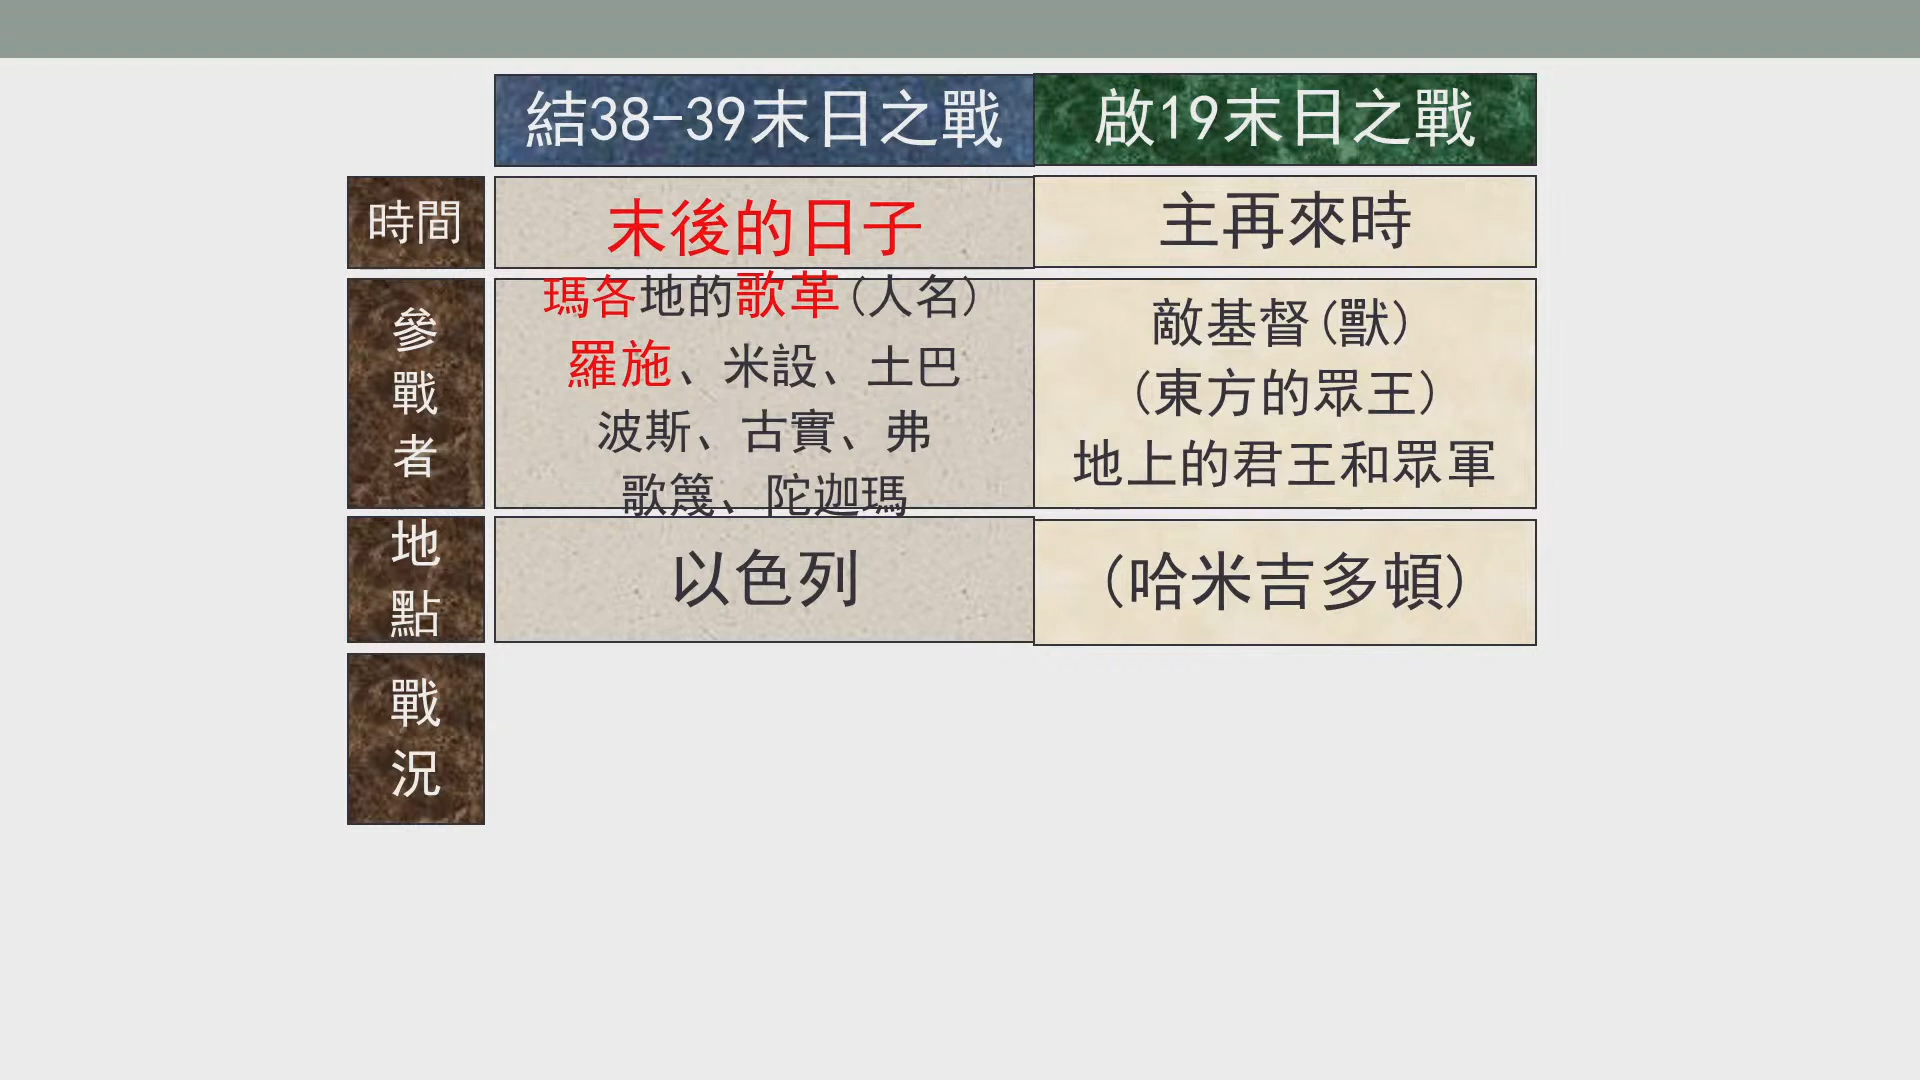 結38-39末日之戰
啟19末日之戰
時間
末後的日子
主再來時
參戰者
瑪各地的歌革(人名)
羅施、米設、土巴
波斯、古實、弗
歌篾、陀迦瑪
敵基督(獸)
(東方的眾王)
地上的君王和眾軍
地點
以色列
(哈米吉多頓)
戰況